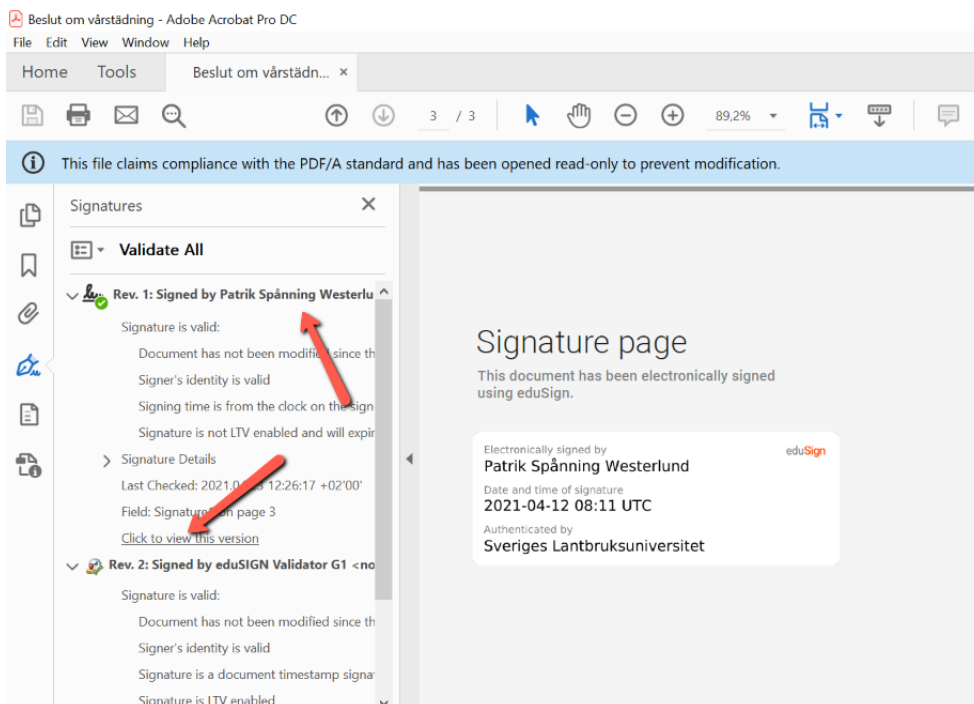 Beslut om vårstädning - Adobe Acrobat Pro DC
File Edit View Window Help
Home Tools Beslut om vårstädn... ×
3 / 3 89,2%
This file claims compliance with the PDF/A standard and has been opened read-only to prevent modification.
Signatures
Validate All
Rev. 1: Signed by Patrik Spånning Westerlu
Signature is valid:
Document has not been modified since th
Signer's identity is valid
Signing time is from the clock on the sign
Signature is not LTV enabled and will expir
Signature Details
Last Checked: 12:26:17 +02'00'
Field: on page 3
Click to view this version
Rev. 2: Signed by eduSIGN Validator G1 <no
Signature is valid:
Document has not been modified since th
Signer's identity is valid
Signature is a document timestamp signa
Signature is LTV enabled
Signature page
This document has been electronically signed
using eduSign.
Electronically signed by
eduSign
Patrik Spånning Westerlund
Date and time of signature
2021-04-12 08:11 UTC
Authenticated by
Sveriges Lantbruksuniversitet